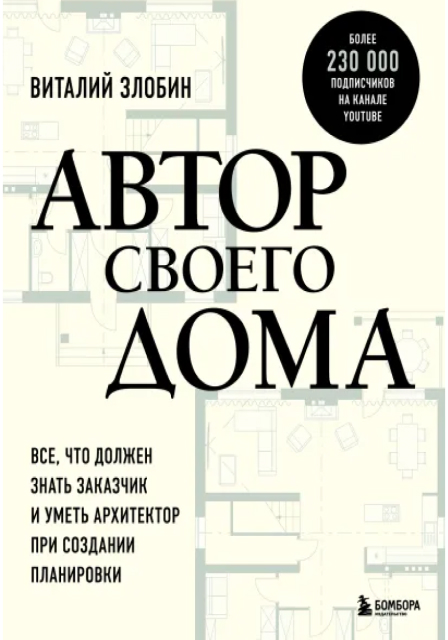 ВИТАЛИЙ ЗЛОБИН
БОЛЕЕ
230 000
ПОДПИСЧИКОВ
НА КАНАЛЕ
YOUTUBE
АВТОР
СВОЕГО
ДОМА
ВСЕ, ЧТО ДОЛЖЕН
ЗНАТЬ ЗАКАЗЧИК
И УМЕТЬ АРХИТЕКТОР
ПРИ СОЗДАНИИ
ПЛАНИРОВКИ
БОМБОРА
ИЗДАТЕЛЬСТВО